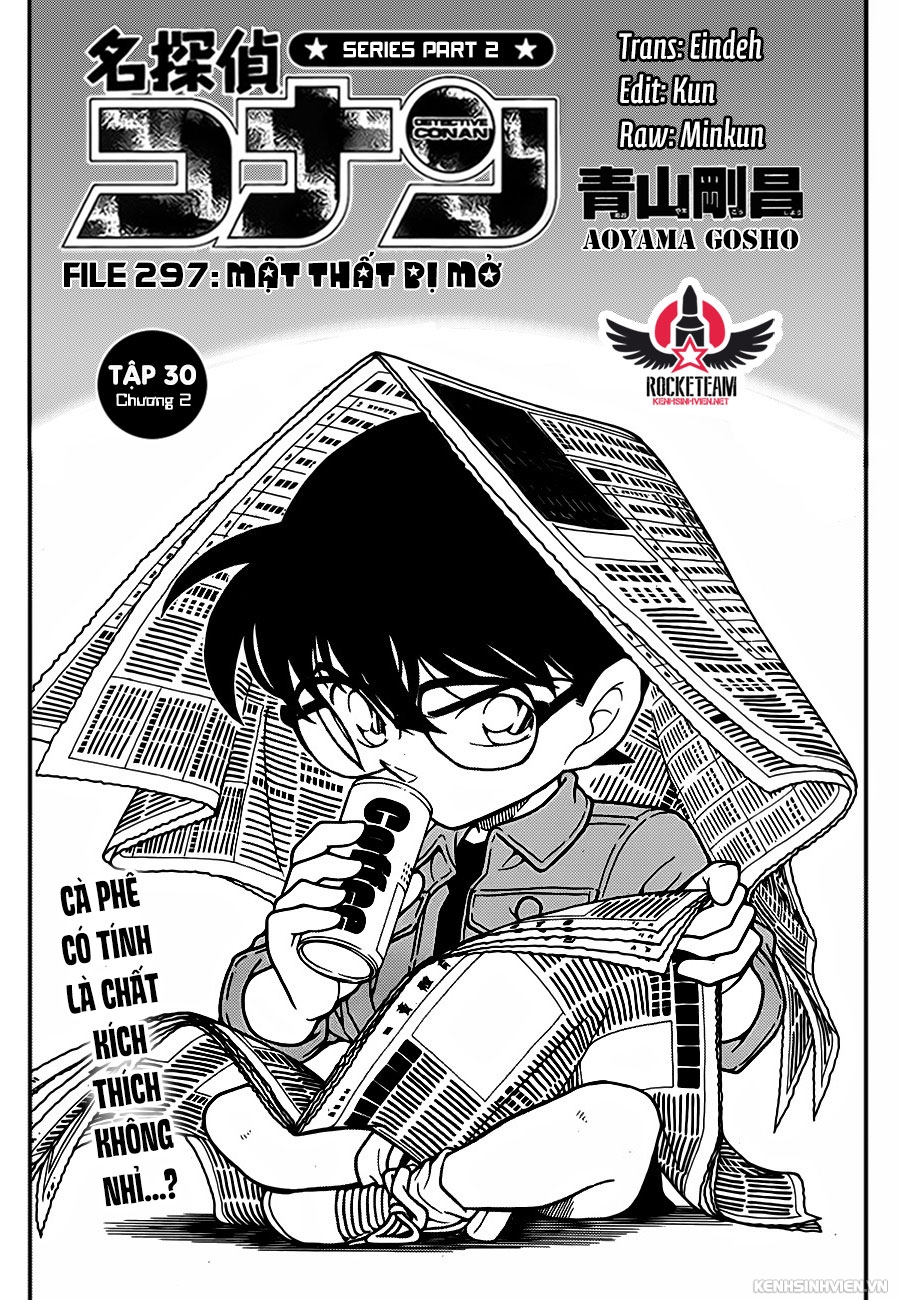 名探偵
★ SERIES PART 2 ★
コナン
DETECTIVE
CONAN
Trans: Eindeh
Edit: Kun
Raw: Minkun
青山剛昌
AOYAMA GOSHO
FILE 297: MẬT THẤT BỊ MỞ
TẬP 30
Chương 2
ROCKETEAM
KENHSINHVIEN.NET
COFFEE
CÀ PHÊ
CÓ TÍNH
LÀ CHẤT
KÍCH
THÍCH
KHÔNG
NHỈ...?
KENHSINHVIEN.VN